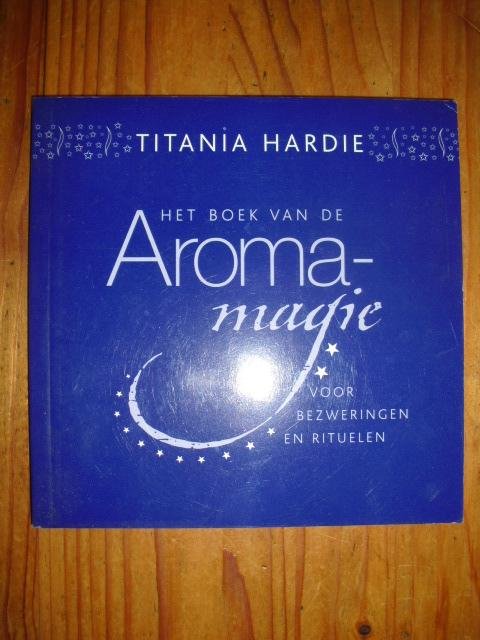 TITANIA HARDIE
HET BOEK VAN DE
Aroma-
magie
VOOR
BEZWERINGEN
EN RITUELEN